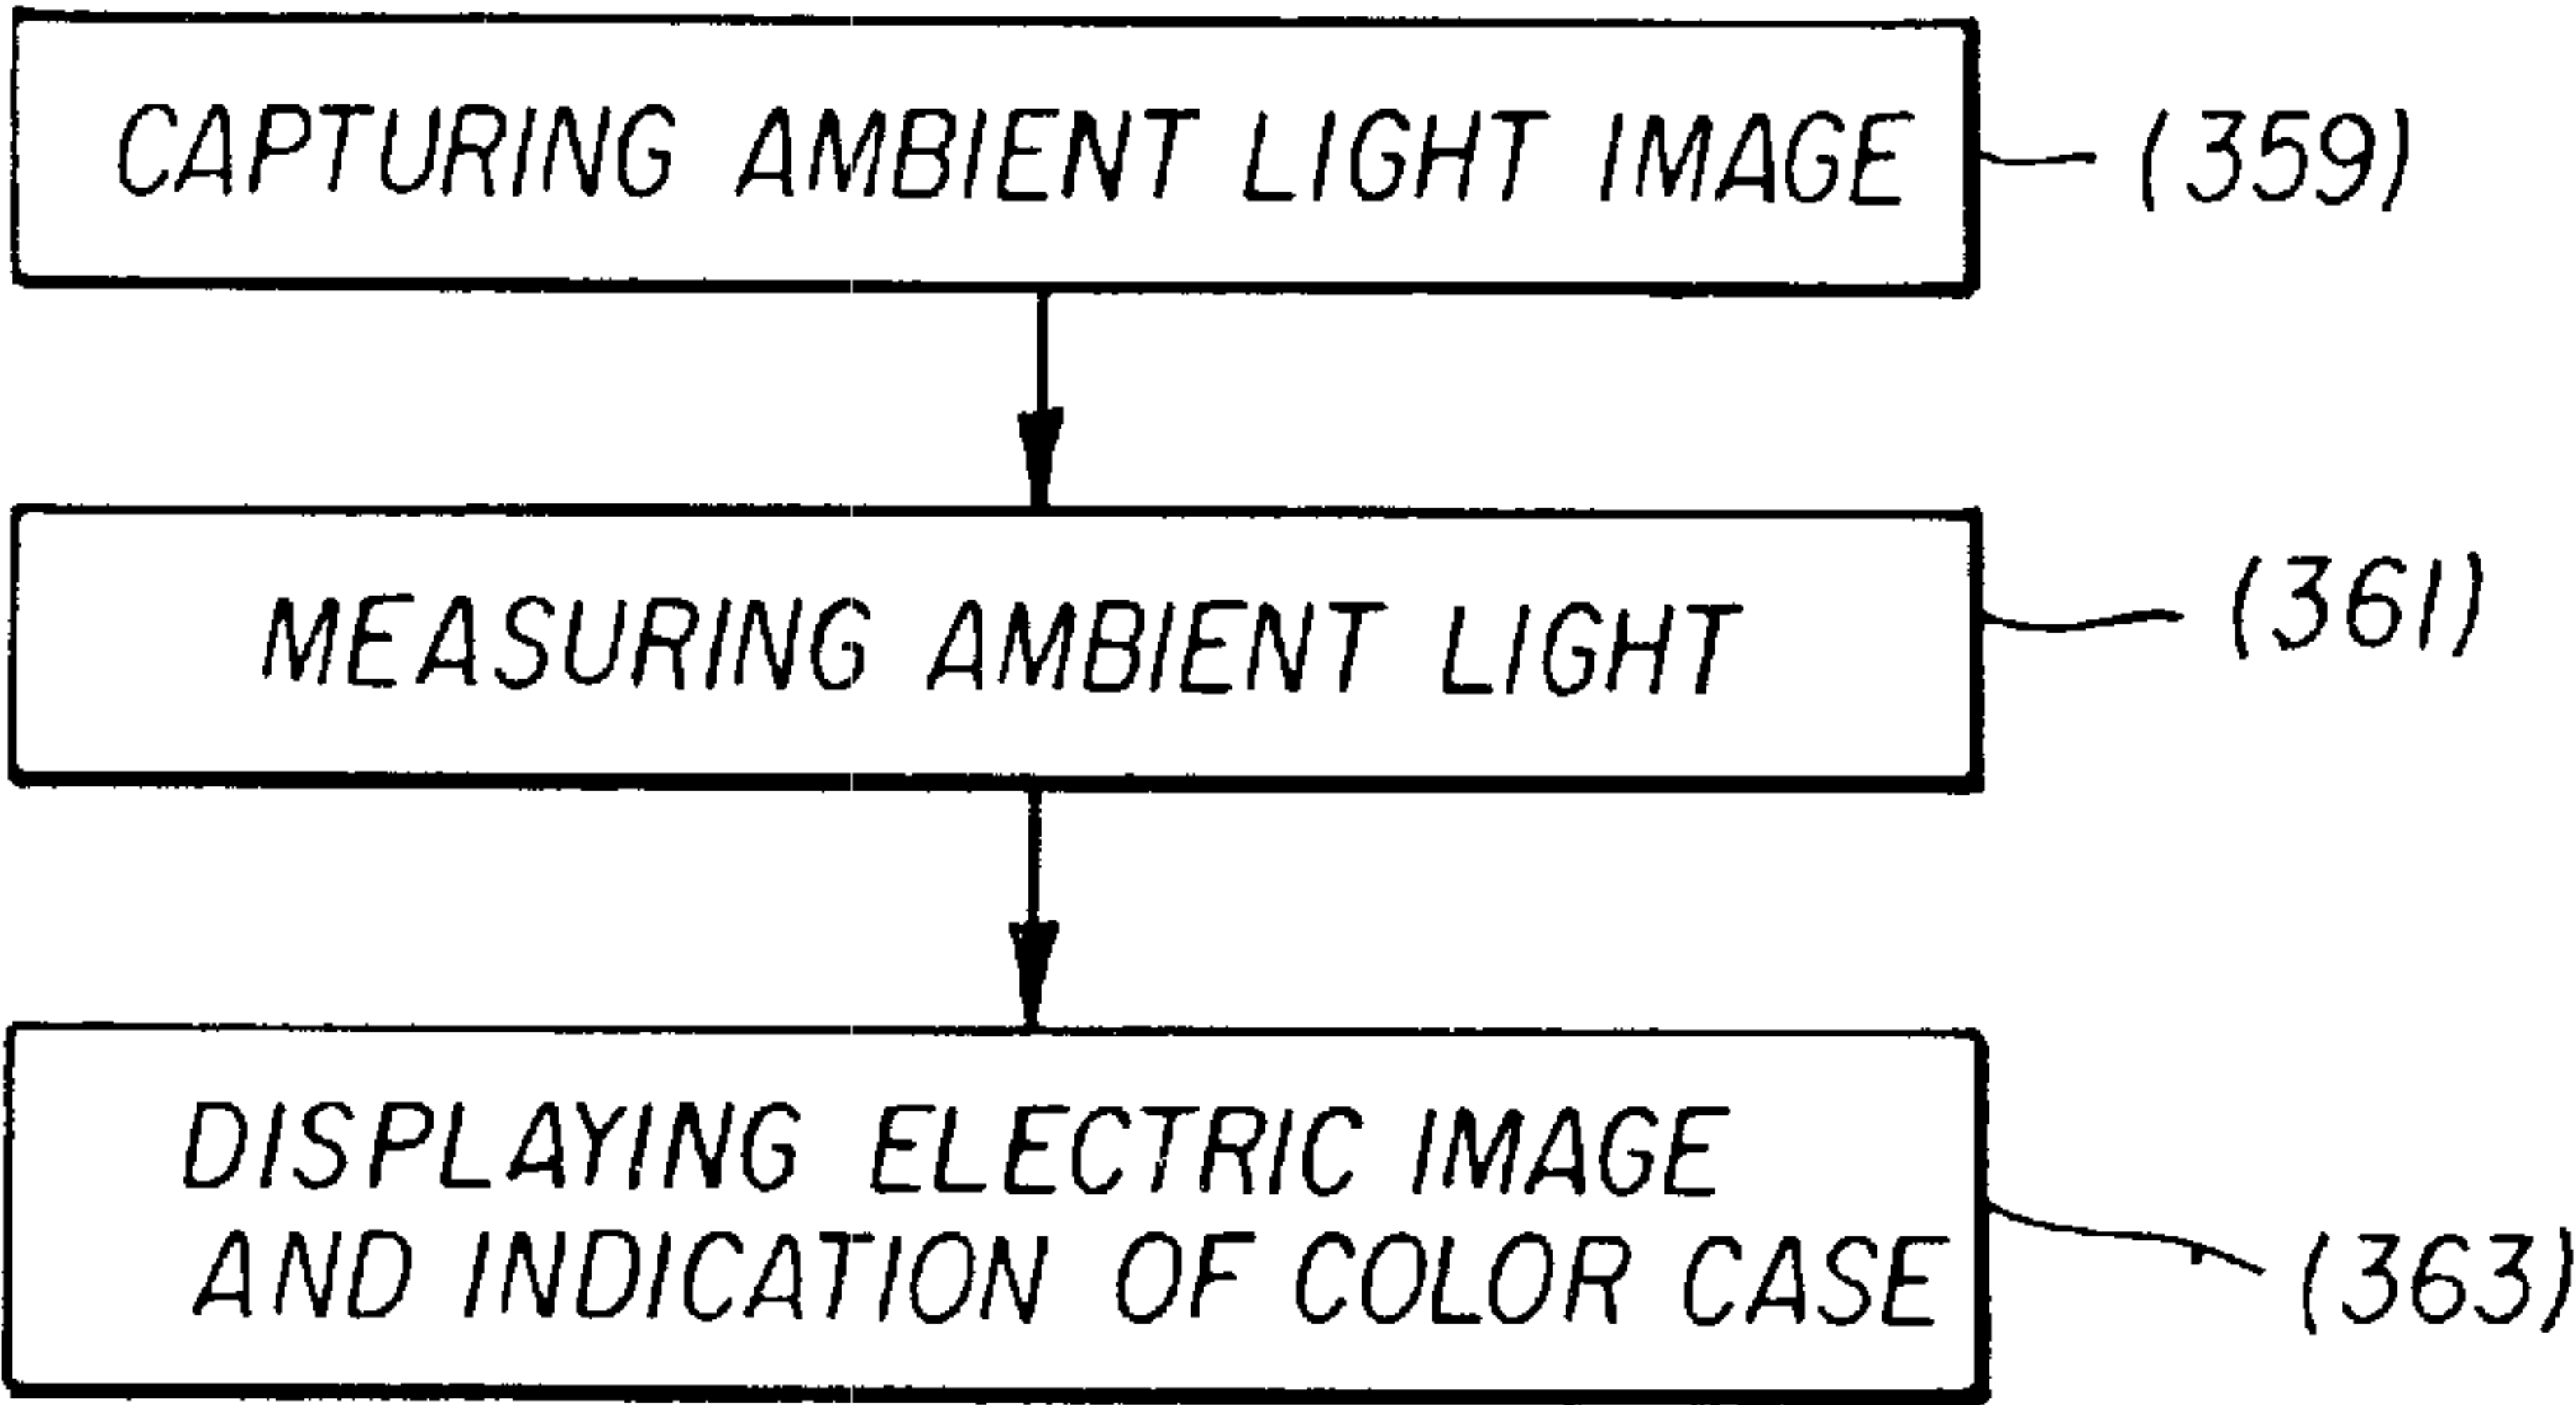 CAPTURING AMBIENT LIGHT IMAGE (359)
MEASURING AMBIENT LIGHT (361)
DISPLAYING ELECTRIC IMAGE
AND INDICATION OF COLOR CASE (363)